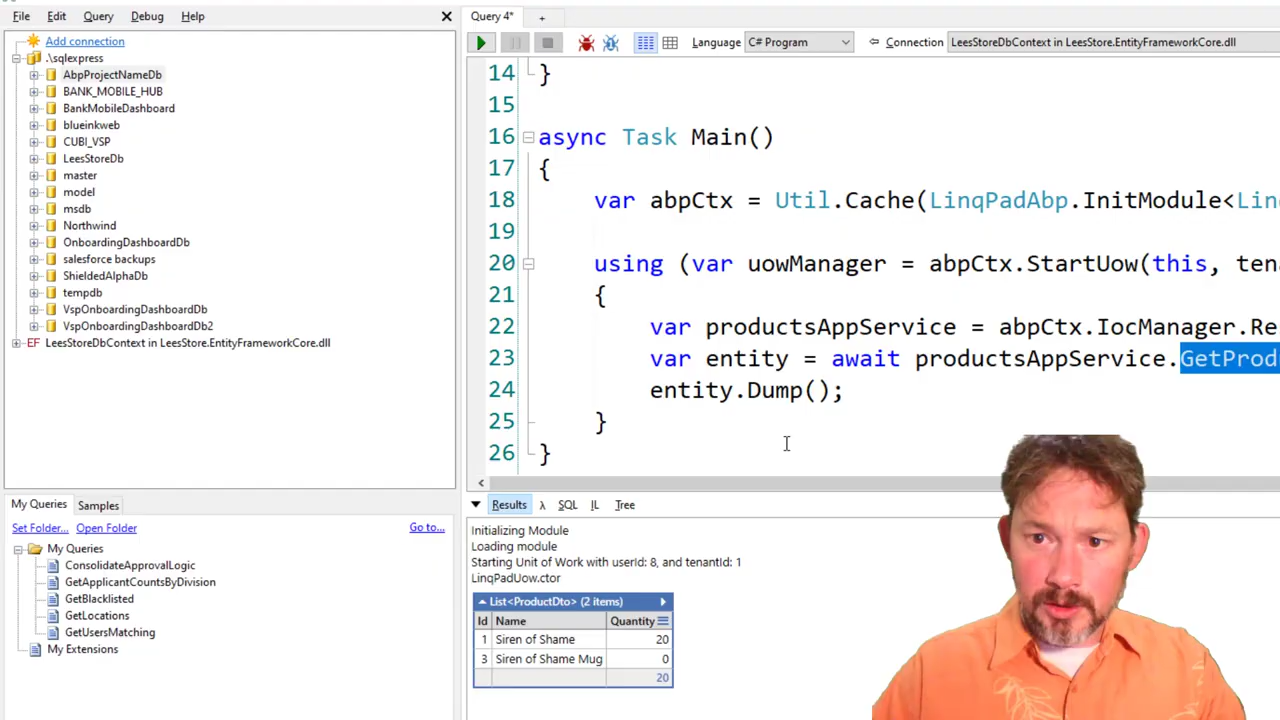 File Edit Query Debug Help
Add connection
.\sqlexpress
AbpProjectNameDb
BANK_MOBILE_HUB
BankMobileDashboard
blueinkweb
CUBI_VSP
LeesStoreDb
master
model
msdb
Northwind
OnboardingDashboardDb
salesforce backups
ShieldedAlphaDb
tempdb
VspOnboardingDashboardDb
VspOnboardingDashboardDb2
EF LeesStoreDbContext in LeesStore.EntityFrameworkCore.dll
My Queries Samples
Set Folder... Open Folder Go to...
My Queries
ConsolidateApprovalLogic
GetApplicantCountsByDivision
GetBlacklisted
GetLocations
GetUsersMatching
My Extensions
Query 4* +
Language C# Program Connection LeesStoreDbContext in LeesStore.EntityFrameworkCore.dll
14 }
15
16 async Task Main()
17 {
18 var abpCtx = Util.Cache(LinqPadAbp.InitModule<Lin
19
20 using (var uowManager = abpCtx.StartUow(this, ten
21 {
22 var productsAppService = abpCtx.IocManager.Re
23 var entity = await productsAppService.GetProd
24 entity.Dump();
25 }
26 }
Results λ SQL IL Tree
Initializing Module
Loading module
Starting Unit of Work with userId: 8, and tenantId: 1
LinqPadUow.ctor
List<ProductDto> (2 items)
Id Name Quantity
1 Siren of Shame 20
3 Siren of Shame Mug 0
20